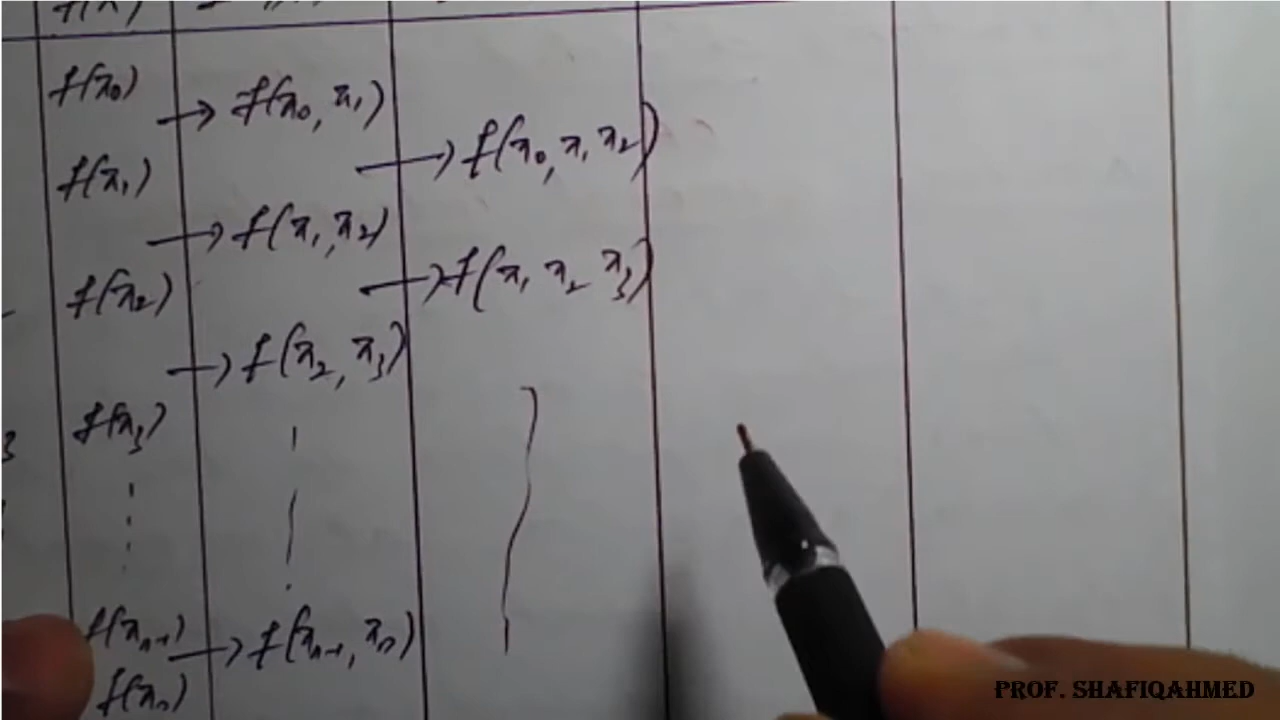 f(x)
f(x₀)
→ f(x₀, x₁)
→ f(x₀, x₁ x₂)
f(x₁)
→ f(x₁, x₂)
→ f(x₁ x₂ x₃)
f(x₂)
→ f(x₂, x₃)
f(x₃)
3
f(xₙ₋₁)
→ f(xₙ₋₁, xₙ)
f(xₙ)
PROF. SHAFIQAHMED